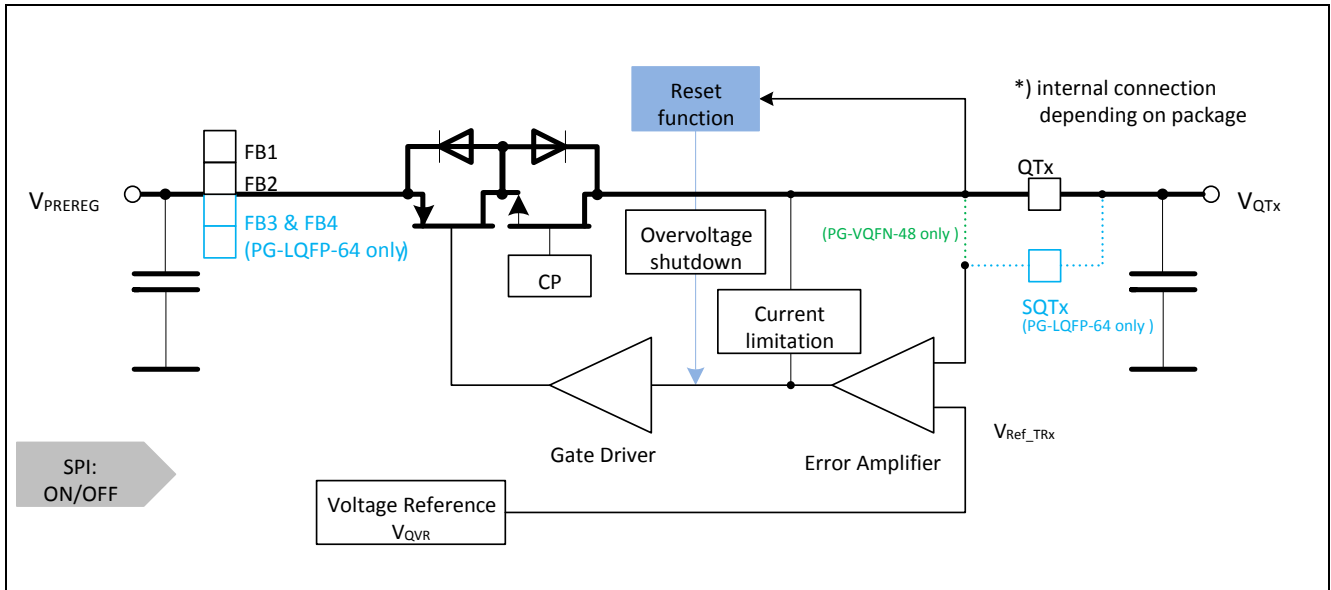 Reset
function
*) internal connection
depending on package
FB1
FB2
FB3 & FB4
(PG-LQFP-64 only)
VPREREG
QTx
VQTx
(PG-VQFN-48 only )
Overvoltage
shutdown
CP
SQTx
(PG-LQFP-64 only )
Current
limitation
VRef_TRx
Gate Driver
Error Amplifier
SPI:
ON/OFF
Voltage Reference
VQVR